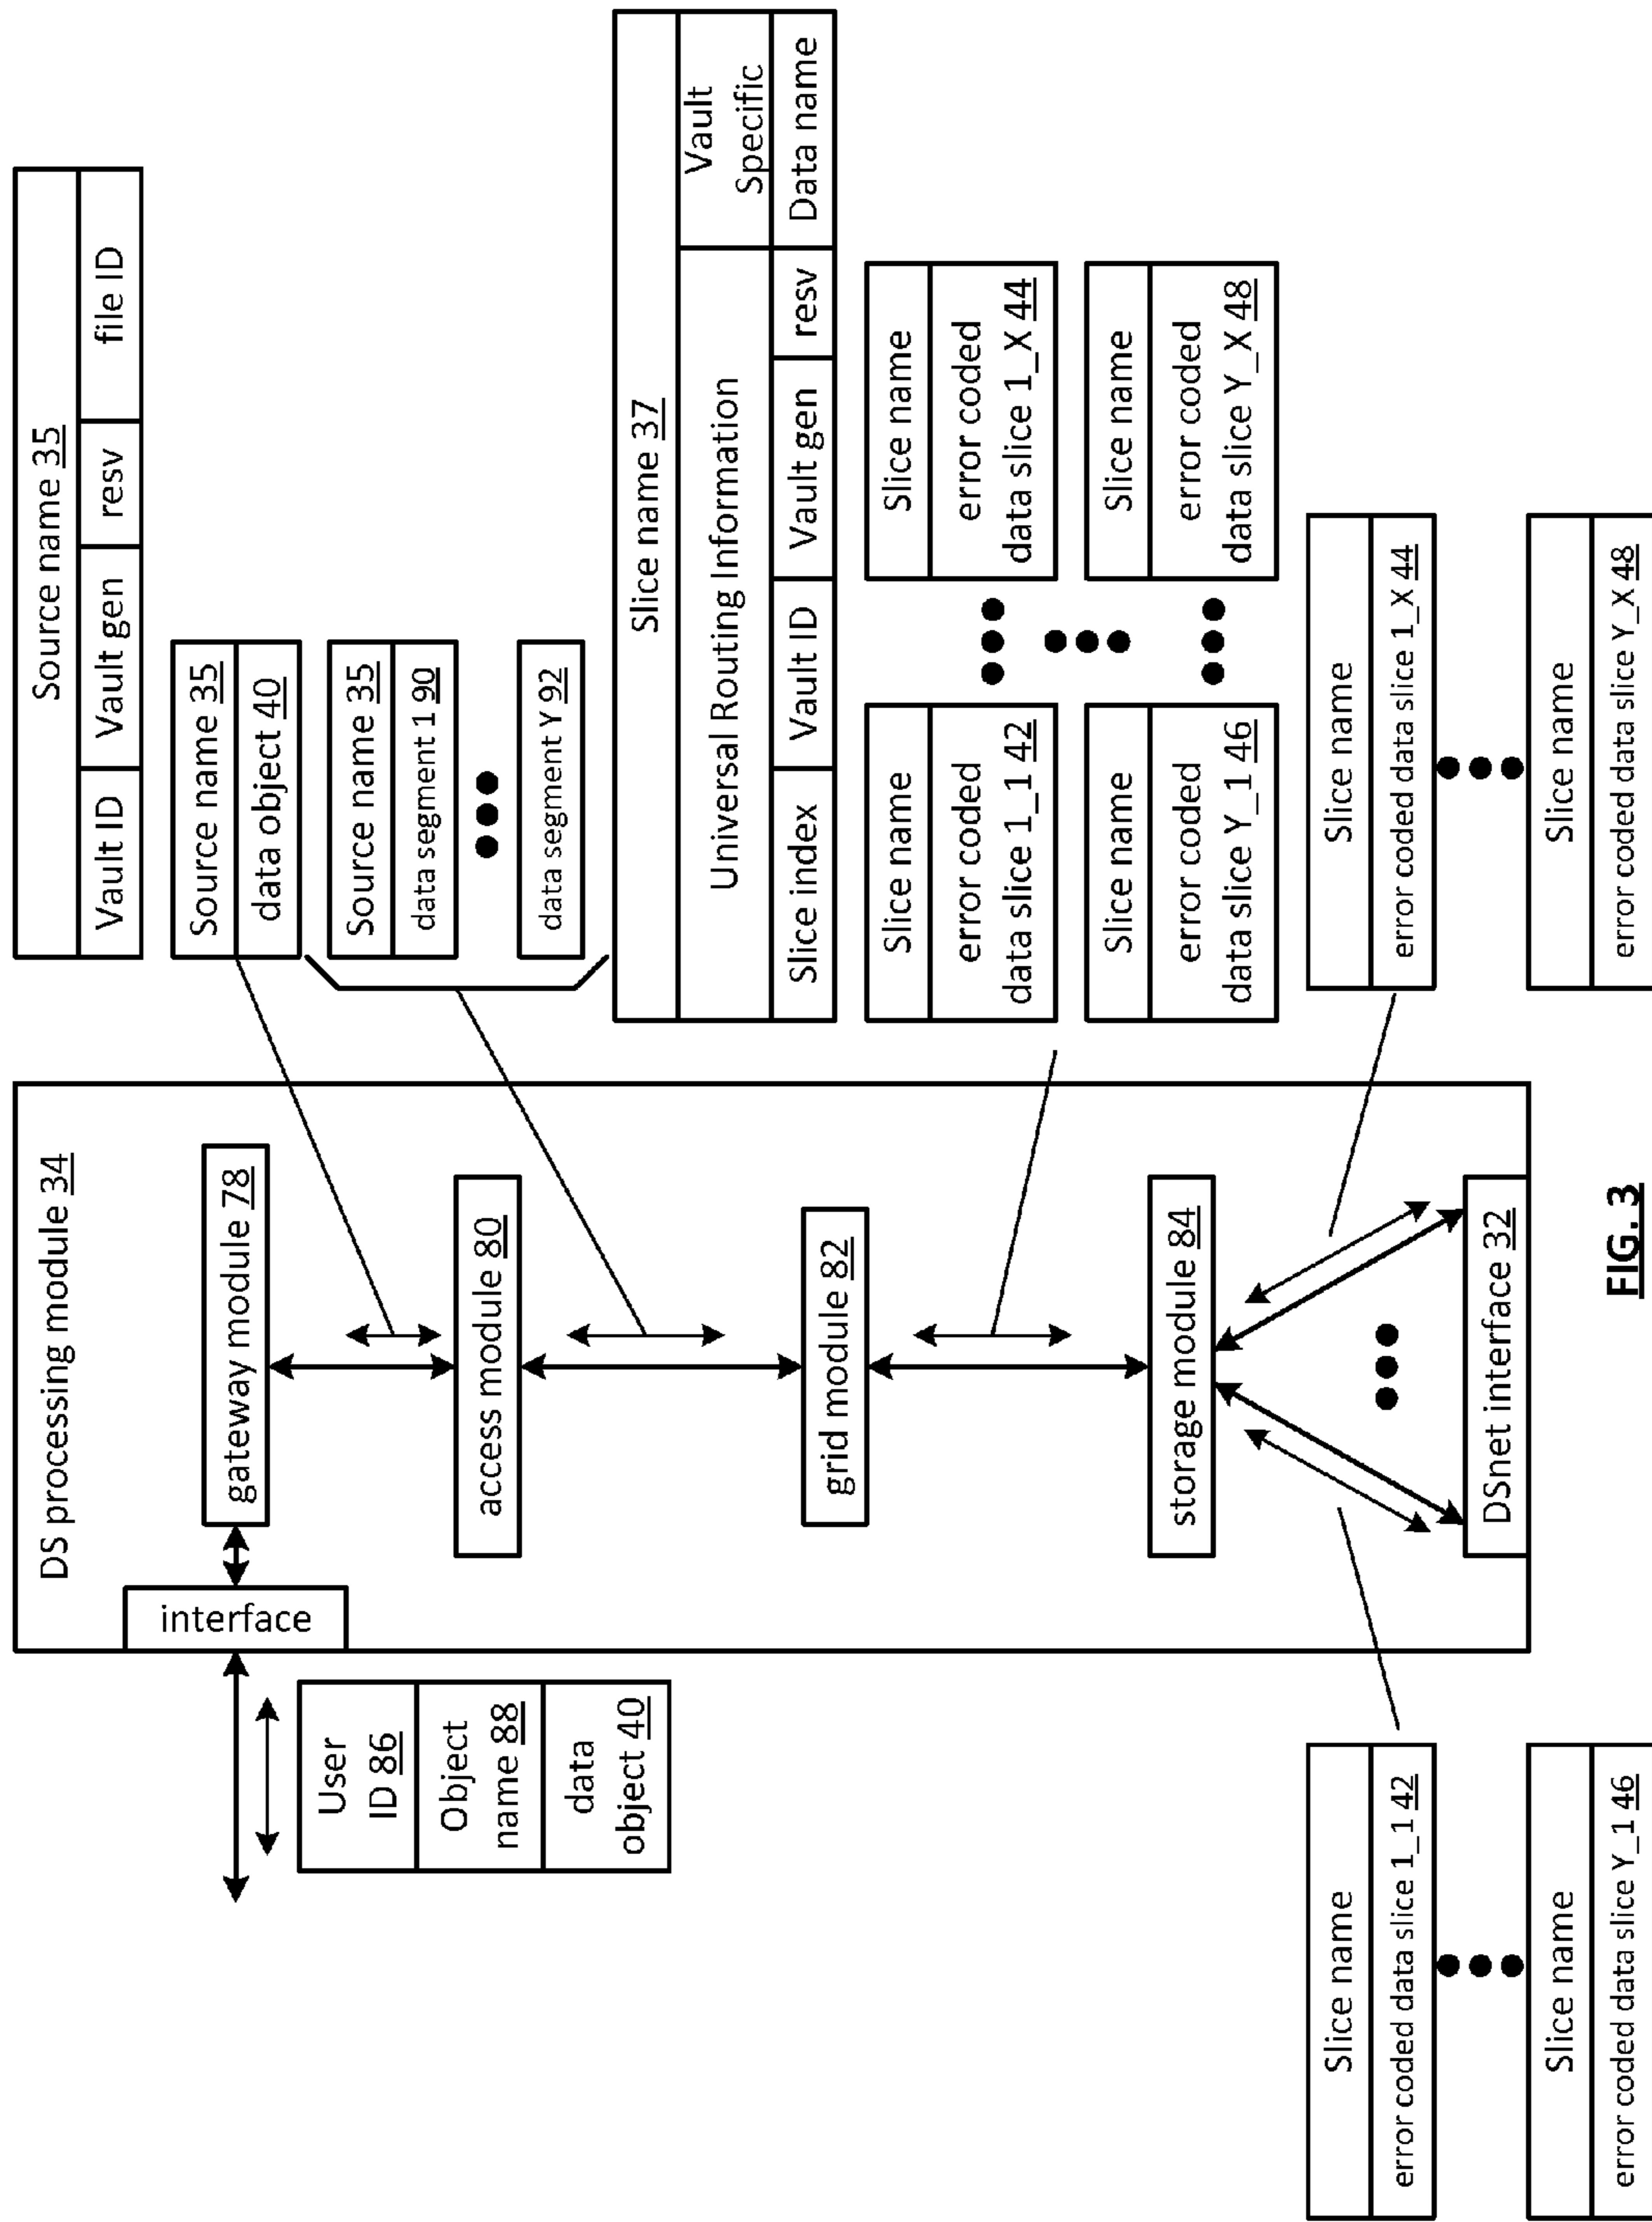 DS processing module 34
interface
gateway module 78
access module 80
grid module 82
storage module 84
DSnet interface 32
User
ID 86
Object
name 88
data
object 40
Source name 35
Vault ID
Vault gen
resv
file ID
Source name 35
data object 40
Source name 35
data segment 1 90
data segment Y 92
Slice name 37
Universal Routing Information
Vault
Specific
Slice index
Vault ID
Vault gen
resv
Data name
Slice name
error coded
data slice 1_1 42
Slice name
error coded
data slice 1_X 44
Slice name
error coded
data slice Y_1 46
Slice name
error coded
data slice Y_X 48
Slice name
error coded data slice 1_1 42
Slice name
error coded data slice Y_1 46
Slice name
error coded data slice 1_X 44
Slice name
error coded data slice Y_X 48
FIG. 3